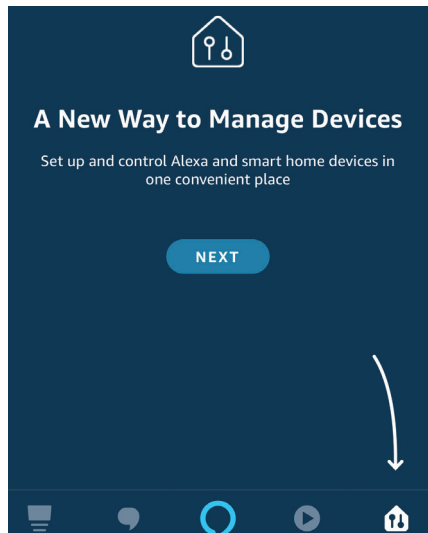 A New Way to Manage Devices
Set up and control Alexa and smart home devices in
one convenient place
NEXT